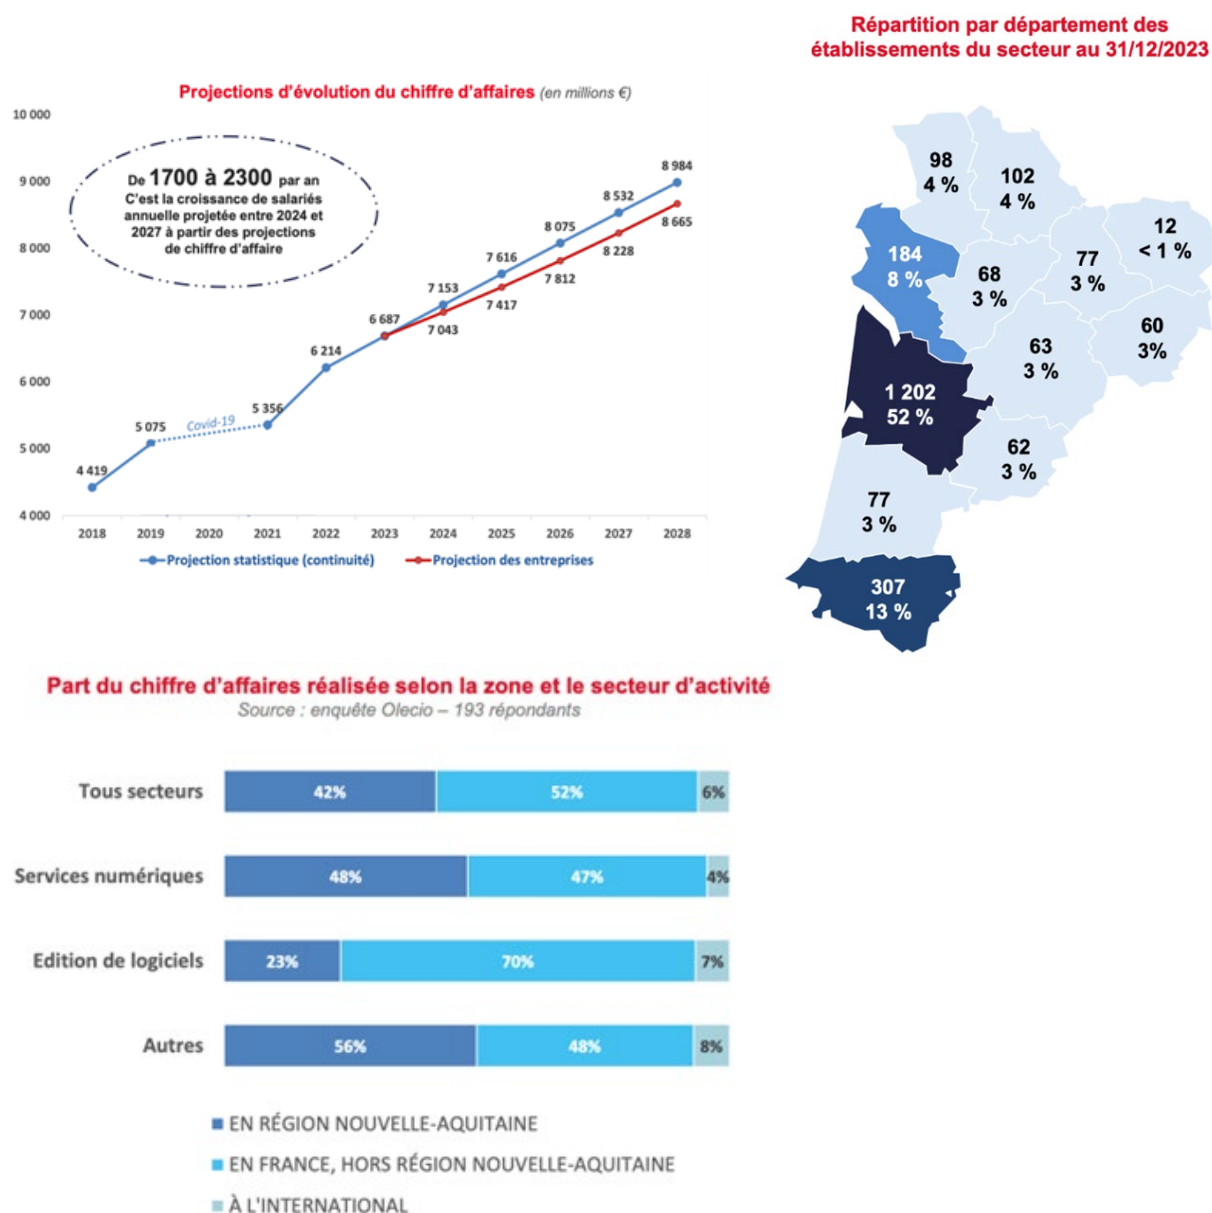 Répartition par département des
établissements du secteur au 31/12/2023
Projections d'évolution du chiffre d'affaires (en millions €)
10 000
9 000
8 000
7 000
6 000
5 000
4 000
De 1700 à 2300 par an
C'est la croissance de salariés
annuelle projetée entre 2024 et
2027 à partir des projections
de chiffre d'affaire
4 419
5 075
Covid-19
5 356
6 214
6 687
7 153
7 616
8 075
8 532
8 984
7 043
7 417
7 812
8 228
8 665
2018 2019 2020 2021 2022 2023 2024 2025 2026 2027 2028
Projection statistique (continuité) Projection des entreprises
98
4 %
102
4 %
12
< 1 %
184
8 %
68
3 %
77
3 %
60
3%
63
3 %
1 202
52 %
62
3 %
77
3 %
307
13 %
Part du chiffre d'affaires réalisée selon la zone et le secteur d'activité
Source : enquête Olecio – 193 répondants
Tous secteurs 42% 52% 6%
Services numériques 48% 47% 4%
Edition de logiciels 23% 70% 7%
Autres 56% 48% 8%
EN RÉGION NOUVELLE-AQUITAINE
EN FRANCE, HORS RÉGION NOUVELLE-AQUITAINE
À L'INTERNATIONAL